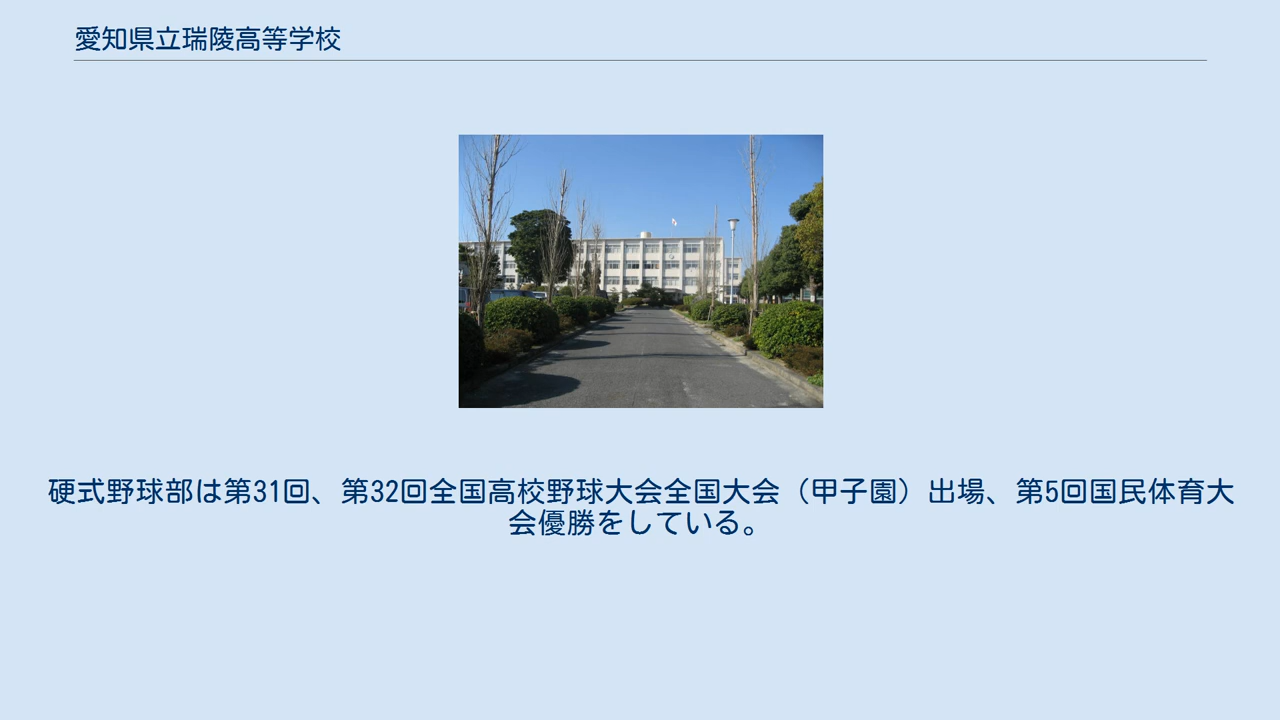 愛知県立瑞陵高等学校
硬式野球部は第31回、第32回全国高校野球大会全国大会（甲子園）出場、第5回国民体育大
会優勝をしている。